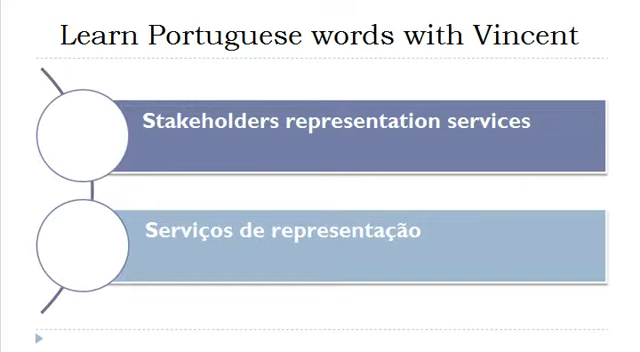 Learn Portuguese words with Vincent
Stakeholders representation services
Serviços de representação